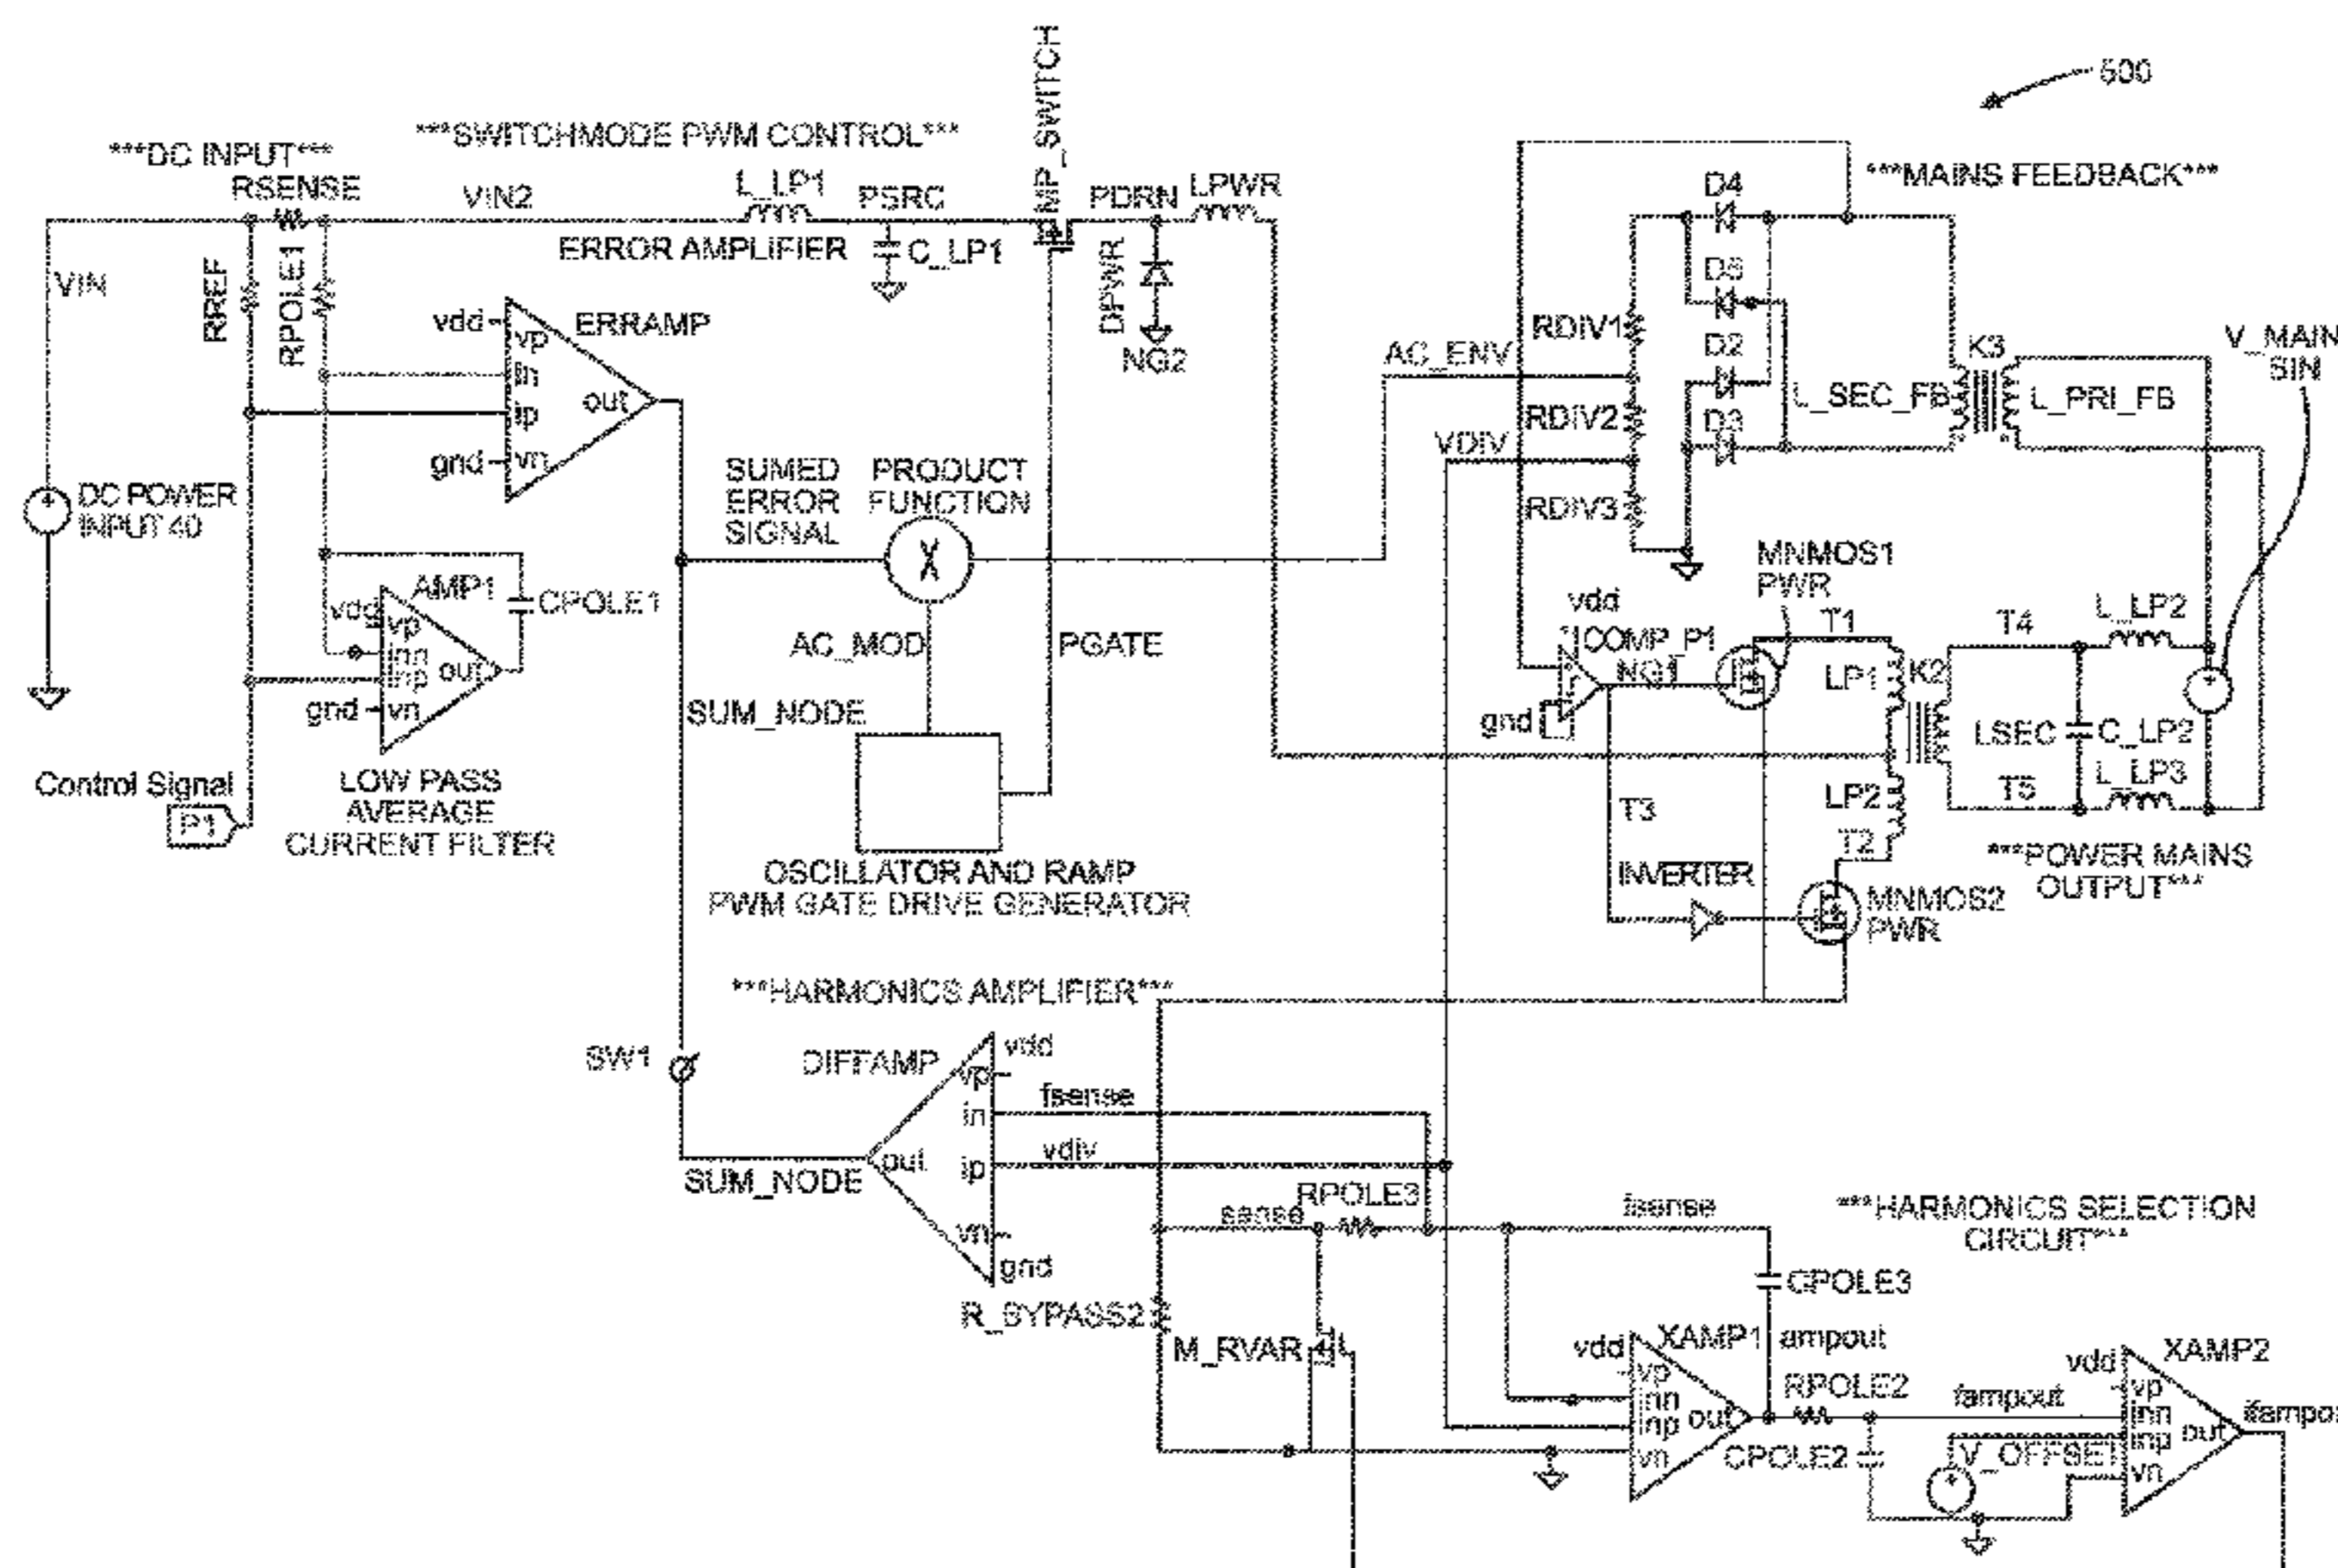 500
***DC INPUT***
RSENSE
***SWITCHMODE PWM CONTROL***
VIN2
L_LP1
PSRC
MP_SWITCH
PDRN
LPWR
ERROR AMPLIFIER
C_LP1
DPWR
NG2
VIN
RREF
RPOLE1
vdd
vp
in
ip
gnd
vn
out
ERRAMP
DC POWER
INPUT 40
SUMED
ERROR
SIGNAL
PRODUCT
FUNCTION
X
AC_MOD
PGATE
SUM_NODE
AMP1
CPOLE1
vdd
vp
inn
inp
out
gnd
vn
LOW PASS
AVERAGE
CURRENT FILTER
Control Signal
P1
OSCILLATOR AND RAMP
PWM GATE DRIVE GENERATOR
***MAINS FEEDBACK***
D4
D2
D3
RDIV1
AC_ENV
RDIV2
VDIV
RDIV3
L_SEC_FB
K3
L_PRI_FB
V_MAIN
SIN
MNMOS1
PWR
vdd
COMP_P1
NG1
gnd
T1
LP1
K2
T4
L_LP2
LSEC
C_LP2
L_LP3
T5
LP2
T2
T3
INVERTER
MNMOS2
PWR
***POWER MAINS
OUTPUT***
***HARMONICS AMPLIFIER***
SW1
DIFFAMP
vdd
vp
in
fsense
out
ip
vdiv
vn
gnd
SUM_NODE
sense
RPOLE3
fsense
***HARMONICS SELECTION
CIRCUIT***
R_BYPASS2
M_RVAR
CPOLE3
vdd
XAMP1
ampout
vp
inn
inp
out
vn
RPOLE2
CPOLE2
fampout
V_OFFSET
vdd
XAMP2
vp
inn
inp
out
vn